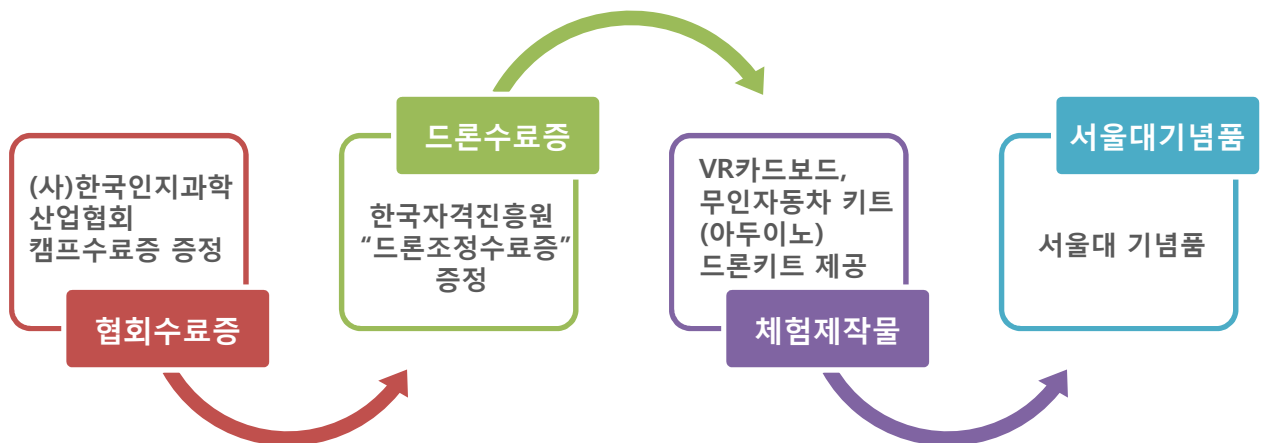 (사)한국인지과학
산업협회
캠프수료증 증정
협회수료증
드론수료증
한국자격진흥원
“드론조정수료증”
증정
VR카드보드,
무인자동차 키트
(아두이노)
드론키트 제공
체험제작물
서울대기념품
서울대 기념품